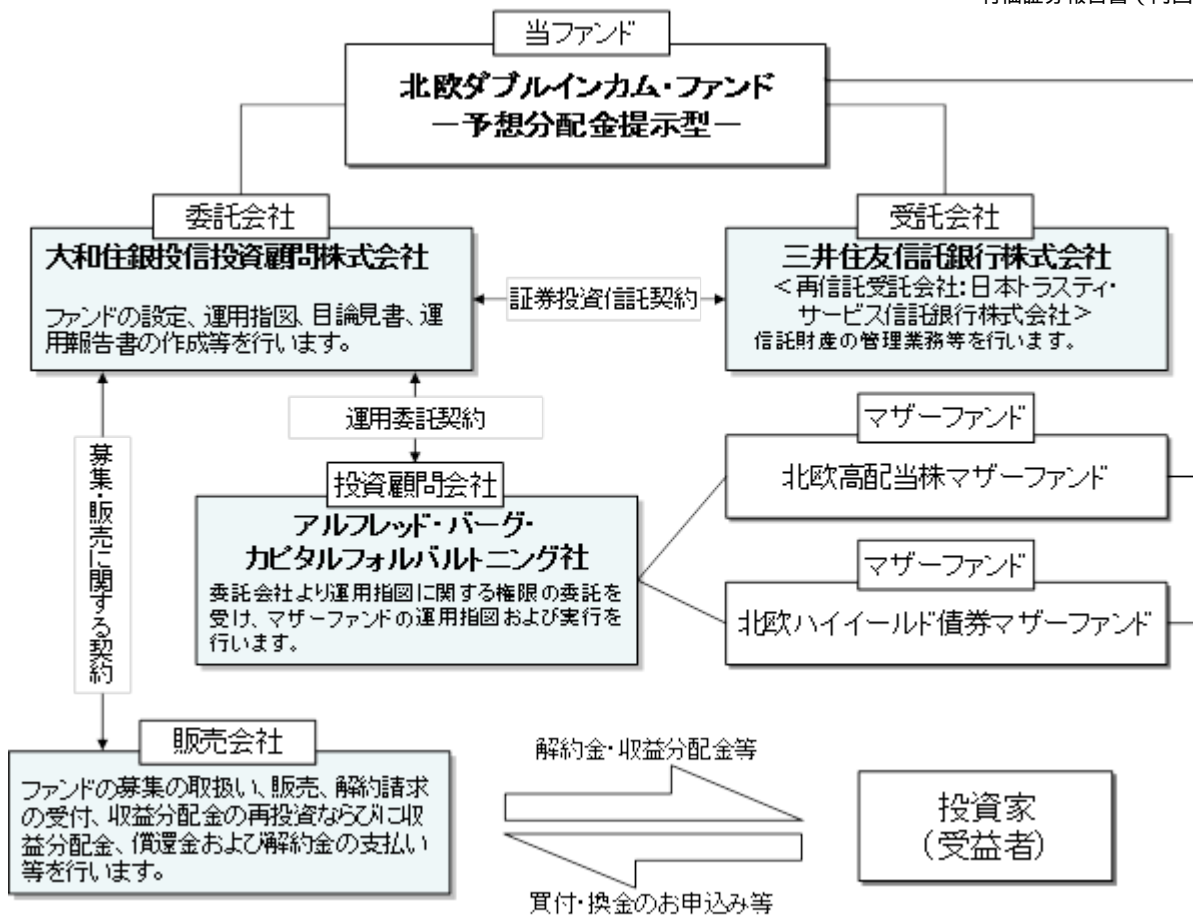 当ファンド
北欧ダブルインカム・ファンド
－予想分配金提示型－
委託会社
大和住銀投信投資顧問株式会社
ファンドの設定、運用指図、目論見書、運
用報告書の作成等を行います。
証券投資信託契約
受託会社
三井住友信託銀行株式会社
＜再信託受託会社：日本トラスティ・
サービス信託銀行株式会社＞
信託財産の管理業務等を行います。
運用委託契約
募集・販売に関する契約
投資顧問会社
アルフレッド・バーグ・
カピタルフォルバルトニング社
委託会社より運用指図に関する権限の委託を
受け、マザーファンドの運用指図および実行を
行います。
マザーファンド
北欧高配当株マザーファンド
マザーファンド
北欧ハイイールド債券マザーファンド
販売会社
ファンドの募集の取扱い、販売、解約請求
の受付、収益分配金の再投資ならびに収
益分配金、償還金および解約金の支払い
等を行います。
解約金・収益分配金等
買付・換金のお申込み等
投資家
（受益者）